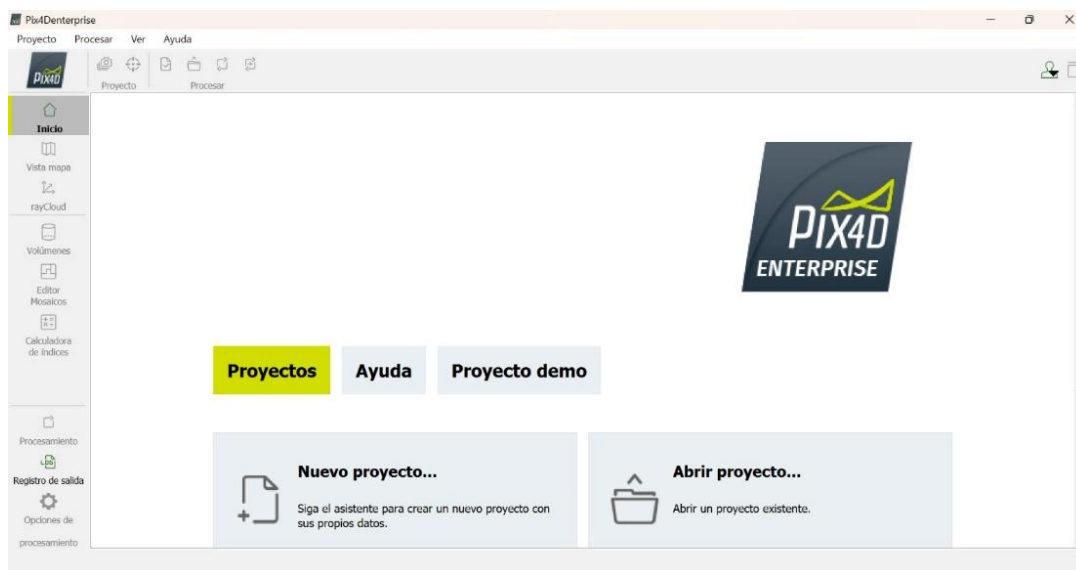 Pix4Denterprise
Proyecto Procesar Ver Ayuda
PIX4D
Proyecto Procesar
Inicio
Vista mapa
rayCloud
Volúmenes
Editor
Mosaicos
Calculadora
de índices
PIX4D
ENTERPRISE
Proyectos Ayuda Proyecto demo
Nuevo proyecto...
Siga el asistente para crear un nuevo proyecto con
sus propios datos.
Abrir proyecto...
Abrir un proyecto existente.
Procesamiento
Registro de salida
Opciones de
procesamiento